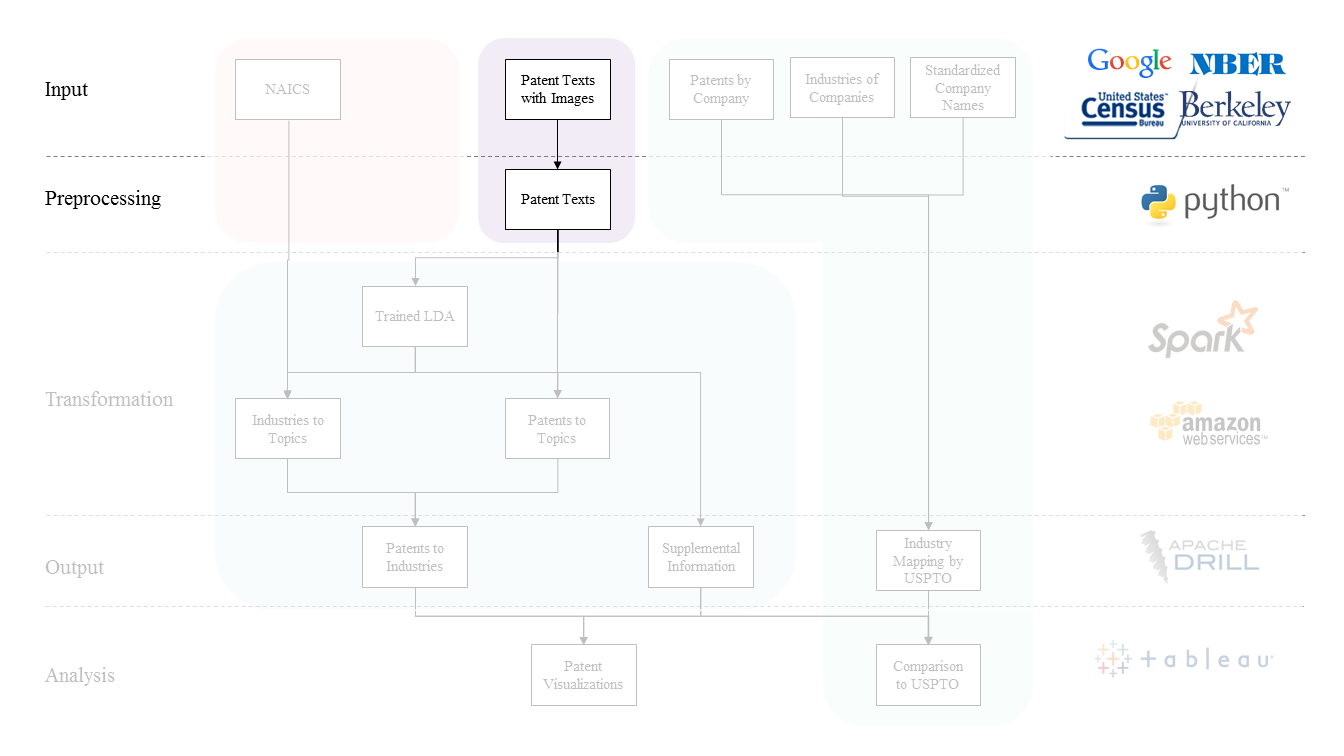 Input
NAICS
Patent Texts
with Images
Patents by
Company
Industries of
Companies
Standardized
Company
Names
Google
NBER
United States™
Census
Bureau
Berkeley
UNIVERSITY OF CALIFORNIA
Preprocessing
Patent Texts
python™
Trained LDA
Spark
Transformation
Industries to
Topics
Patents to
Topics
amazon
web services™
Output
Patents to
Industries
Supplemental
Information
Industry
Mapping by
USPTO
APACHE
DRILL
Analysis
Patent
Visualizations
Comparison
to USPTO
tableau